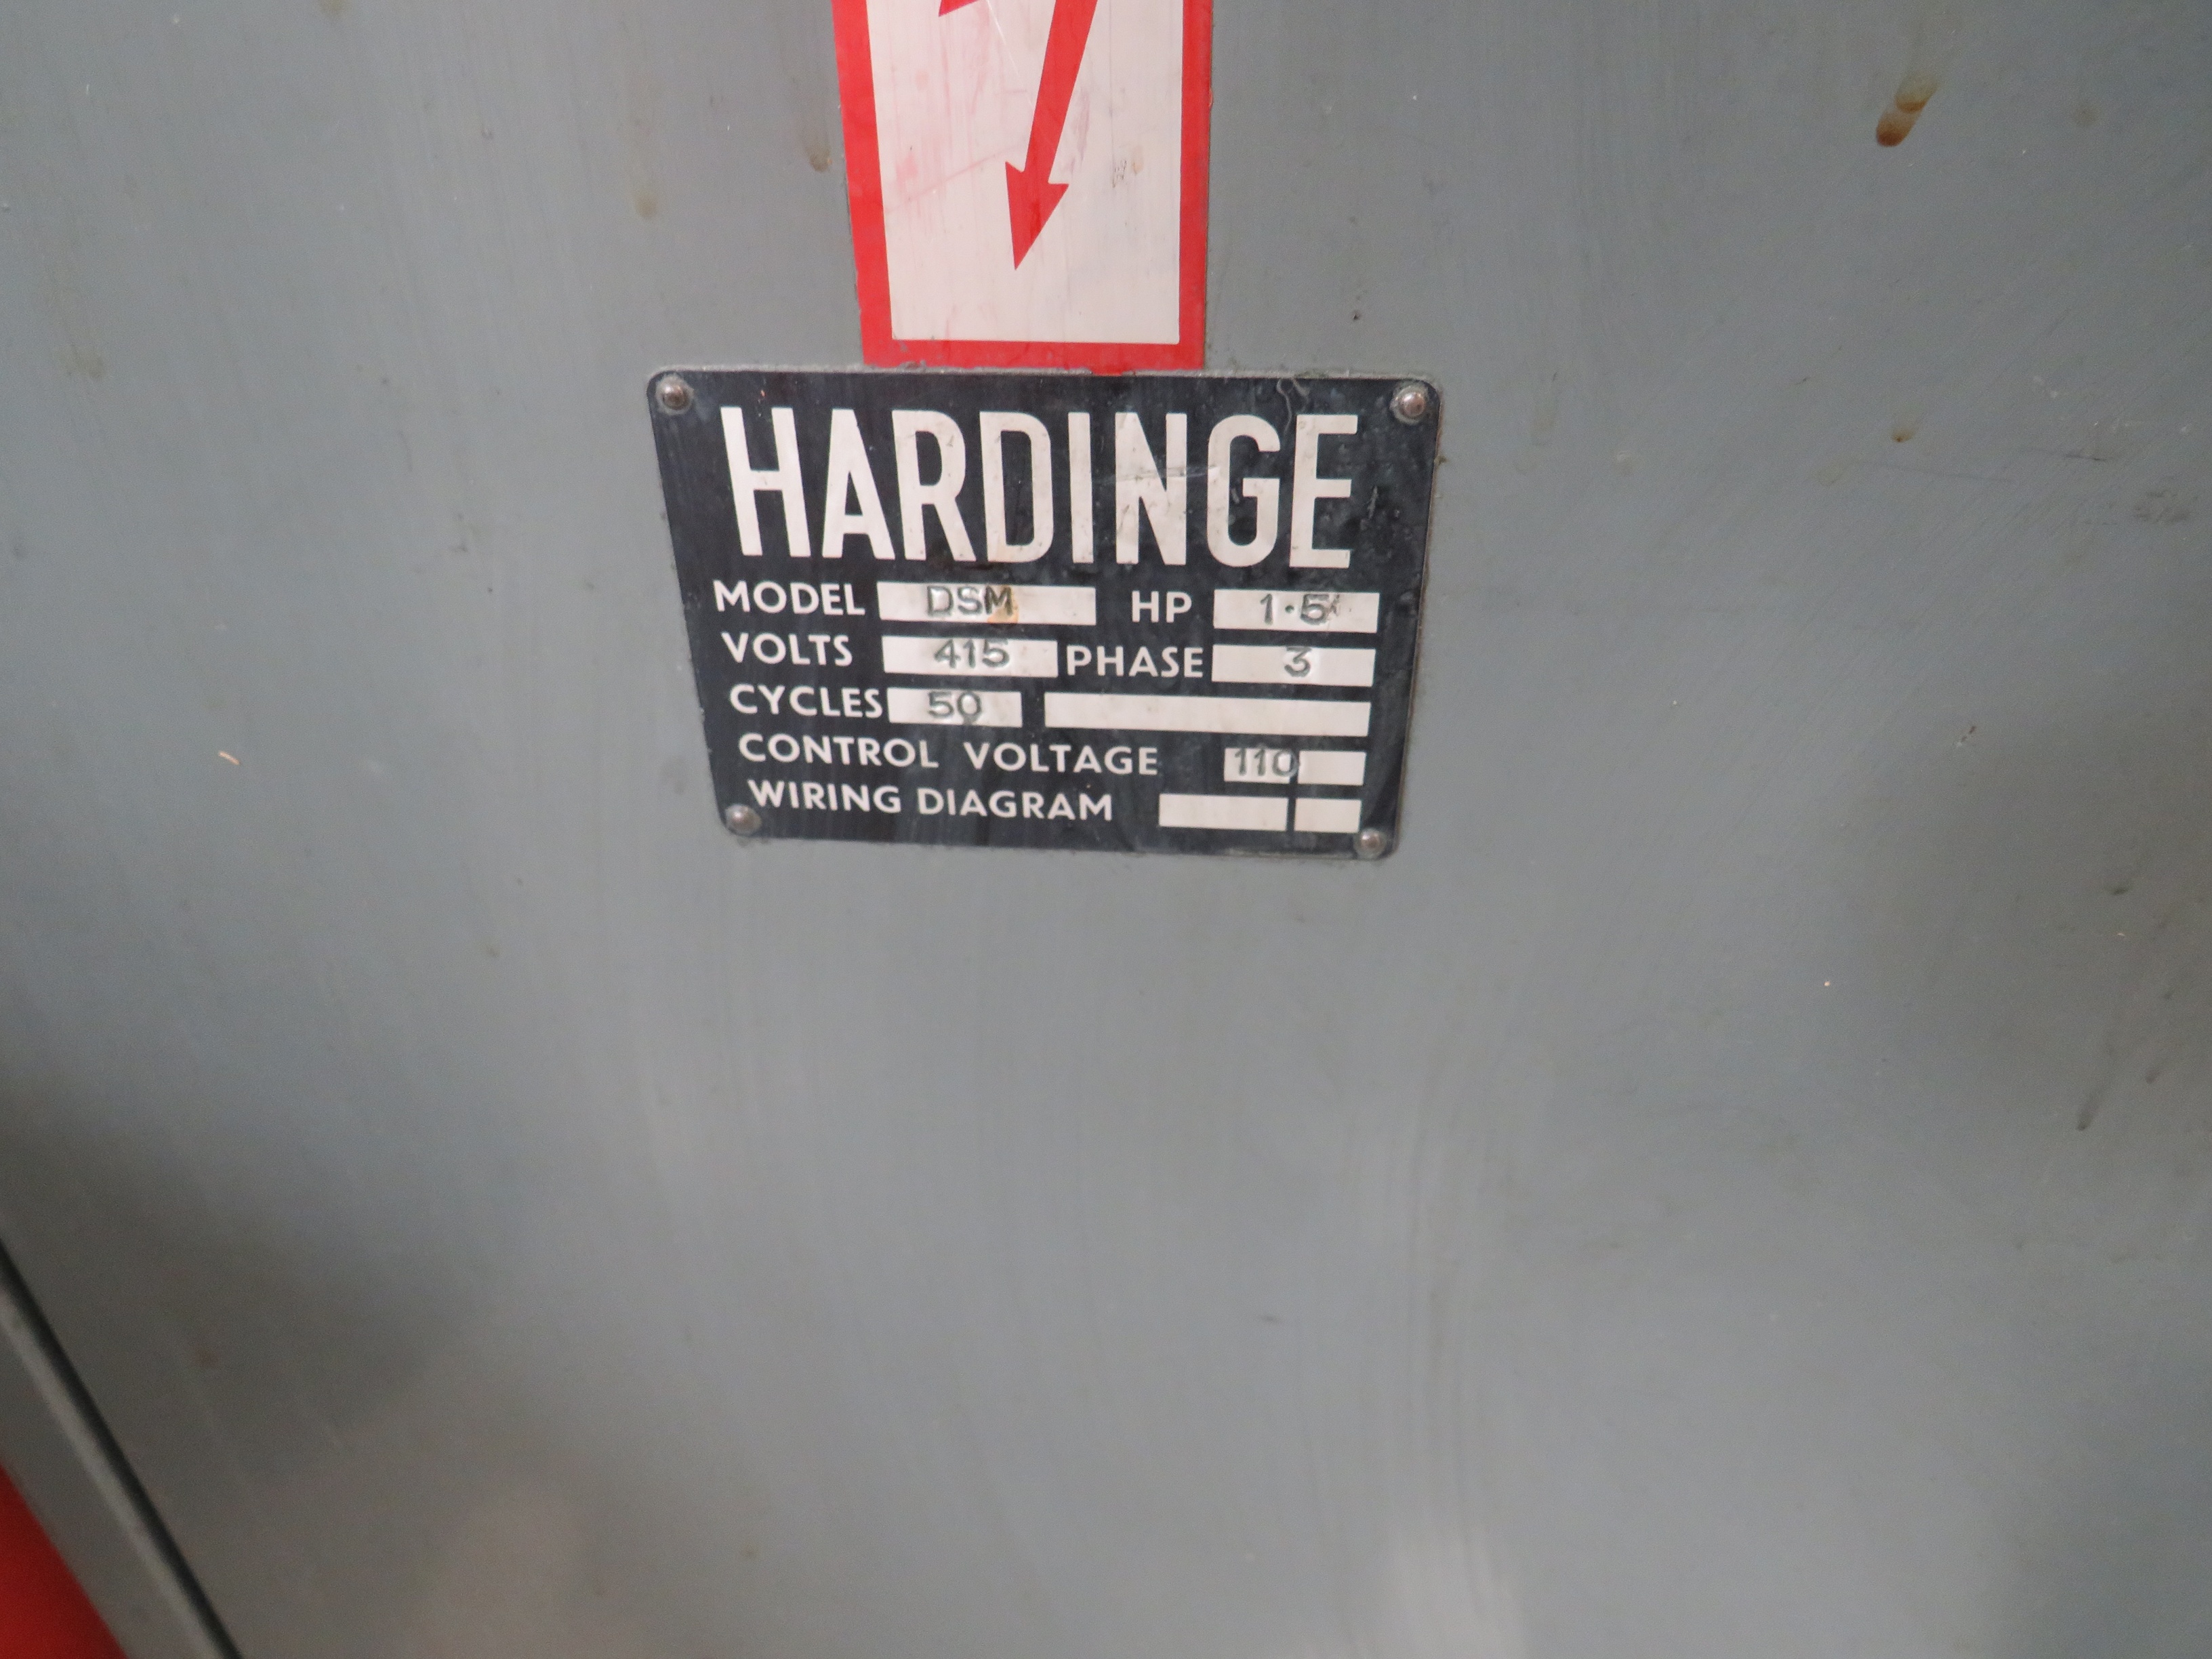 HARDINGE
MODEL DSM HP 1·5
VOLTS 415 PHASE 3
CYCLES 50
CONTROL VOLTAGE 110
WIRING DIAGRAM